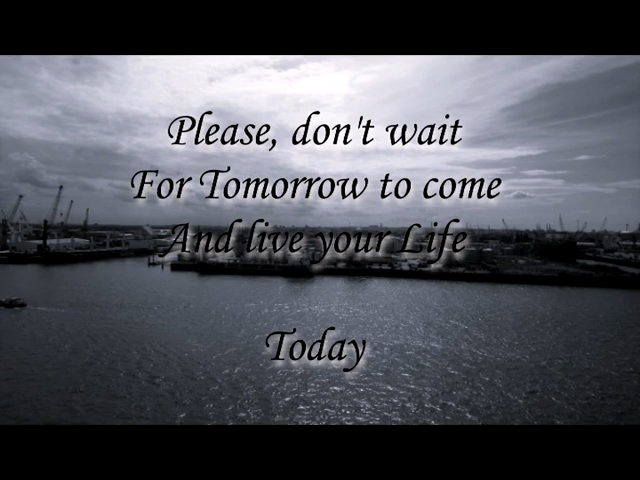 Please, don't wait
For Tomorrow to come
And live your Life
Today